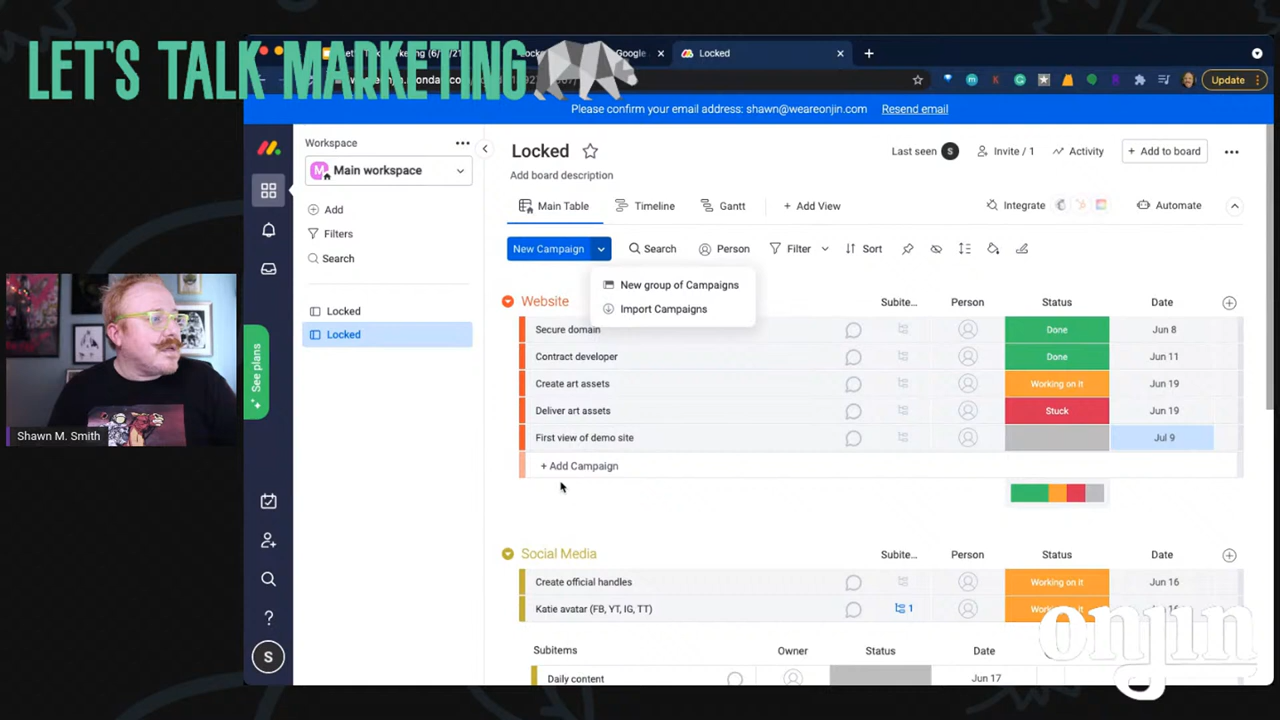 LET'S TALK MARKETING
Google
Locked
Update
Please confirm your email address: shawn@weareonjin.com Resend email
Workspace
M Main workspace
Add
Filters
Search
Locked
Locked
See plans
S
Locked
Last seen S Invite / 1 Activity + Add to board
Add board description
Main Table Timeline Gantt + Add View Integrate Automate
New Campaign Search Person Filter Sort
New group of Campaigns
Import Campaigns
Website Subite... Person Status Date
Secure domain Done Jun 8
Contract developer Done Jun 11
Create art assets Working on it Jun 19
Deliver art assets Stuck Jun 19
First view of demo site Jul 9
+ Add Campaign
Social Media Subite... Person Status Date
Create official handles Working on it Jun 16
Katie avatar (FB, YT, IG, TT) 1
Subitems Owner Status Date
Daily content Jun 17
Shawn M. Smith
onjin